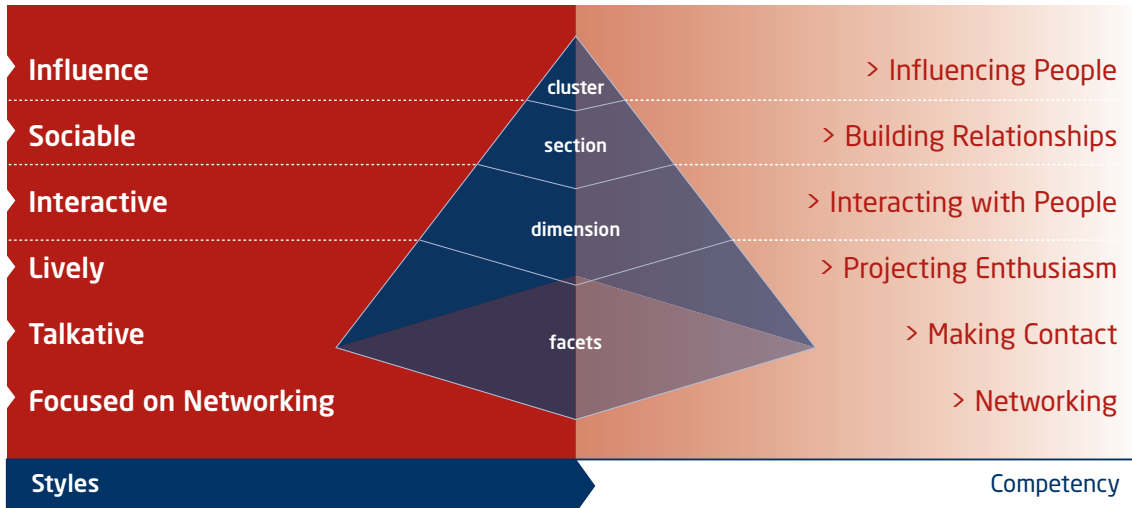 Influence
cluster
> Influencing People
Sociable
section
> Building Relationships
Interactive
dimension
> Interacting with People
Lively
> Projecting Enthusiasm
Talkative
facets
> Making Contact
Focused on Networking
> Networking
Styles
Competency